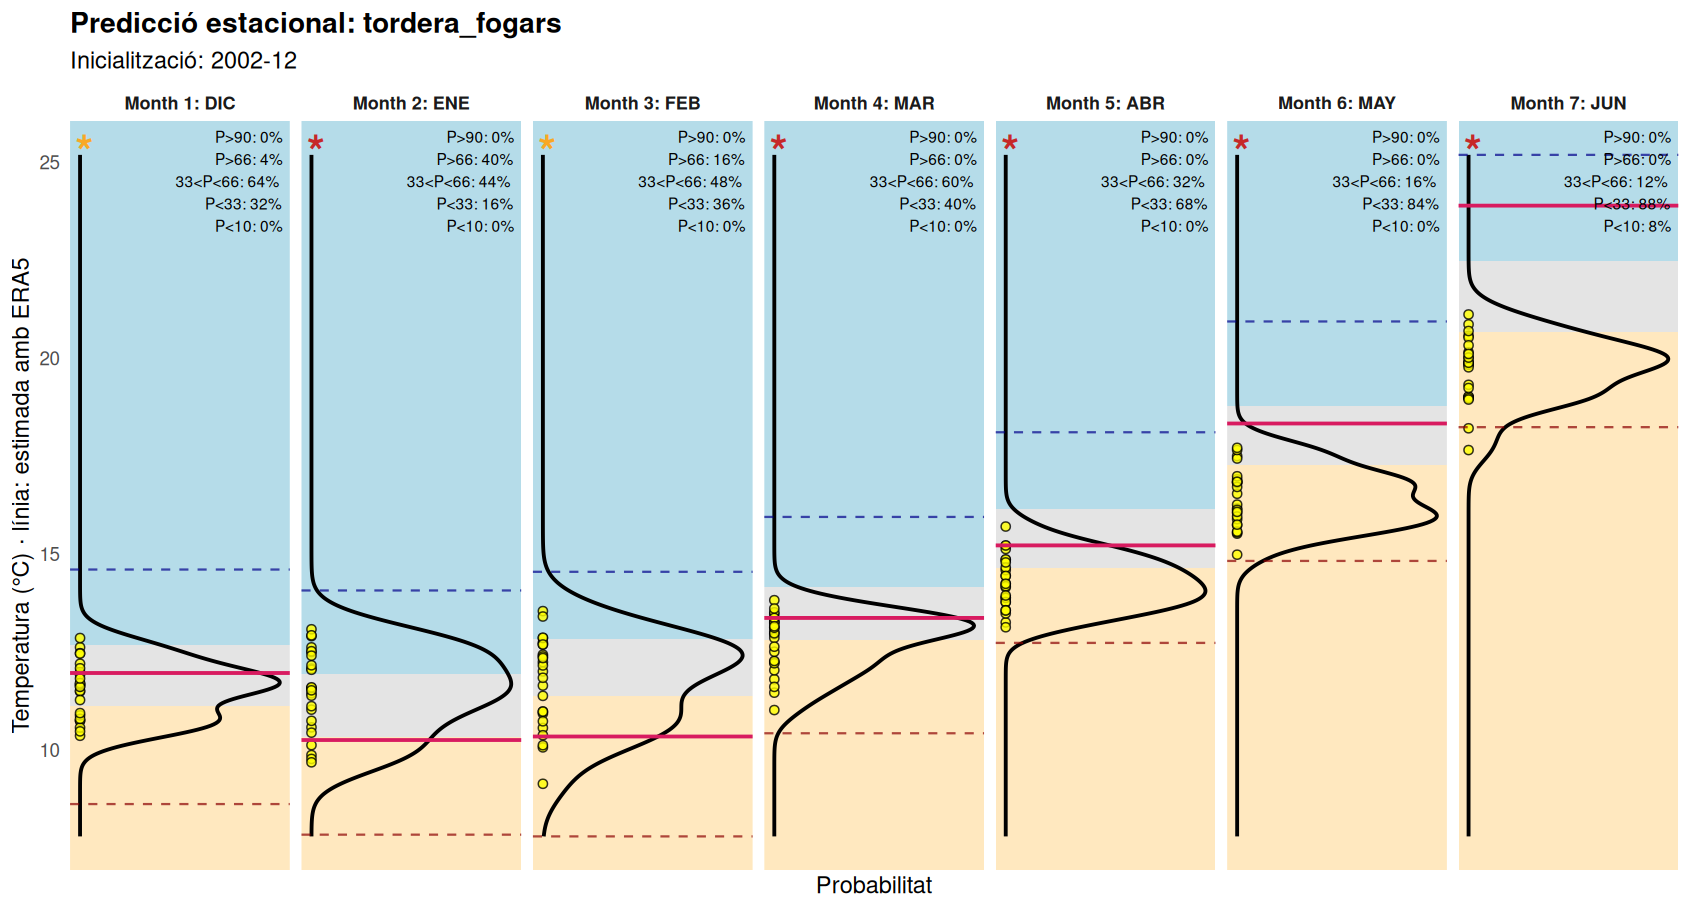 Predicció estacional: tordera_fogars
Inicialització: 2002-12
Month 1: DIC
Month 2: ENE
Month 3: FEB
Month 4: MAR
Month 5: ABR
Month 6: MAY
Month 7: JUN
*
P>90: 0%
P>66: 4%
33<P<66: 64%
P<33: 32%
P<10: 0%
*
P>90: 0%
P>66: 40%
33<P<66: 44%
P<33: 16%
P<10: 0%
*
P>90: 0%
P>66: 16%
33<P<66: 48%
P<33: 36%
P<10: 0%
*
P>90: 0%
P>66: 0%
33<P<66: 60%
P<33: 40%
P<10: 0%
*
P>90: 0%
P>66: 0%
33<P<66: 32%
P<33: 68%
P<10: 0%
*
P>90: 0%
P>66: 0%
33<P<66: 16%
P<33: 84%
P<10: 0%
*
P>90: 0%
P>66: 0%
33<P<66: 12%
P<33: 88%
P<10: 8%
25
20
15
10
Temperatura (°C) · línia: estimada amb ERA5
Probabilitat